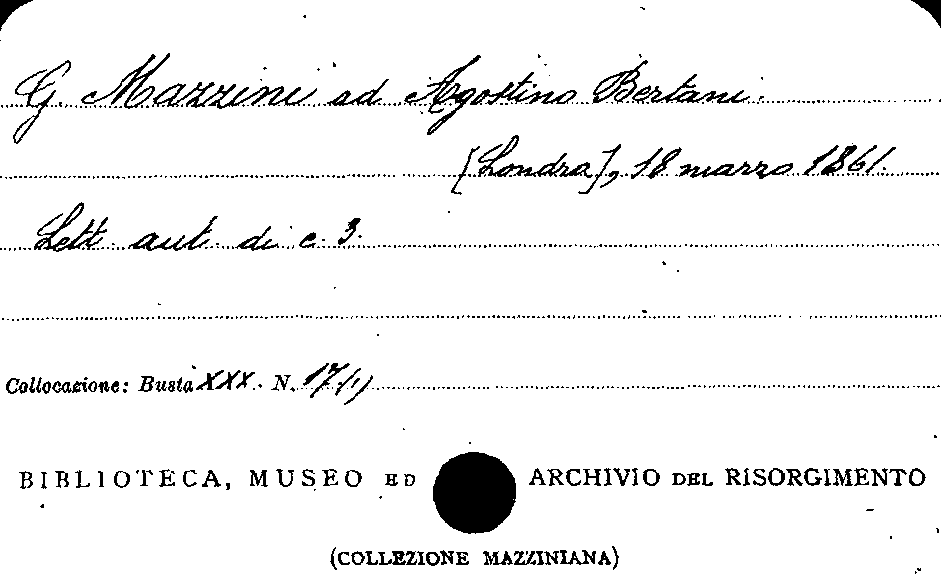 G. Mazzini ad Agostino Bertani.
[Londra], 18 marzo 1861.
Lett. aut. di c. 3.
Collocazione: Busta XXX. N. 17/(1)
BIBLIOTECA, MUSEO ED ARCHIVIO DEL RISORGIMENTO
(COLLEZIONE MAZZINIANA)